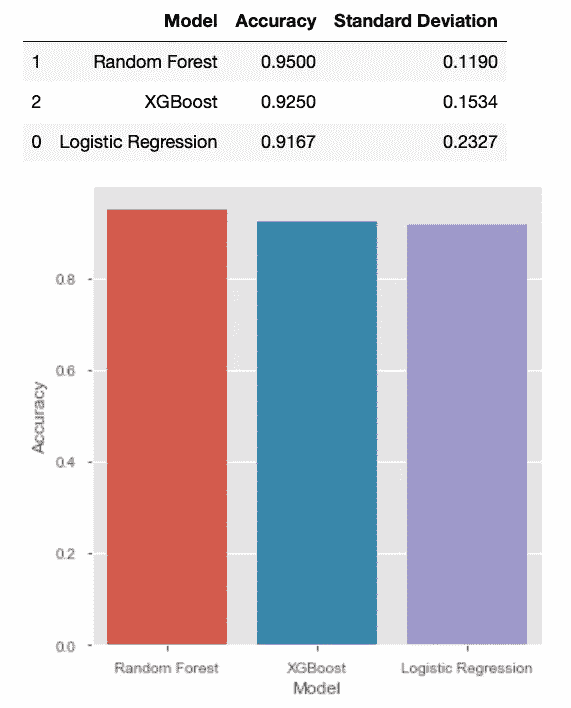 Model Accuracy Standard Deviation
1 Random Forest 0.9500 0.1190
2 XGBoost 0.9250 0.1534
0 Logistic Regression 0.9167 0.2327
0.8
0.6
Accuracy
0.4
0.2
0.0
Random Forest XGBoost Logistic Regression
Model